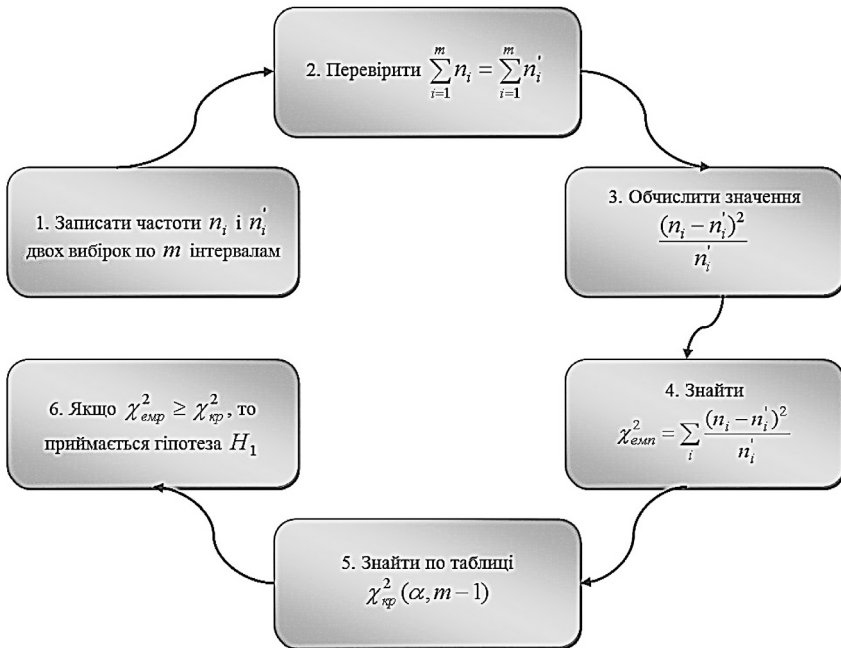 1. Записати частоти n_i і n_i'
двох вибірок по m інтервалам
2. Перевірити \sum_{i=1}^{m} n_i = \sum_{i=1}^{m} n_i'
3. Обчислити значення
\frac{(n_i - n_i')^2}{n_i'}
4. Знайти
\chi^2_{емп} = \sum_i \frac{(n_i - n_i')^2}{n_i'}
5. Знайти по таблиці
\chi^2_{кр}(\alpha, m-1)
6. Якщо \chi^2_{емр} ≥ \chi^2_{кр}, то
приймається гіпотеза H_1